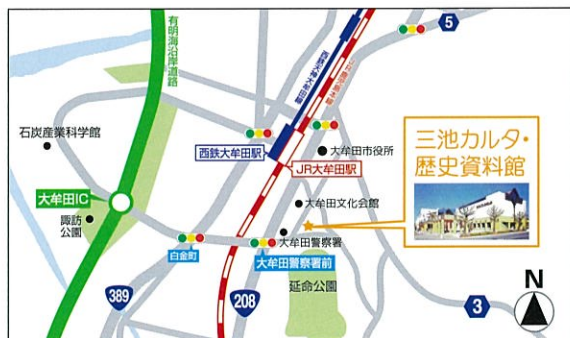 有明海沿岸道路
西鉄天神大牟田線
JR鹿児島本線
5
石炭産業科学館
西鉄大牟田駅
大牟田市役所
JR大牟田駅
三池カルタ・
歴史資料館
大牟田IC
諏訪
公園
大牟田文化会館
白金町
大牟田警察署
大牟田警察署前
延命公園
389
208
3
N